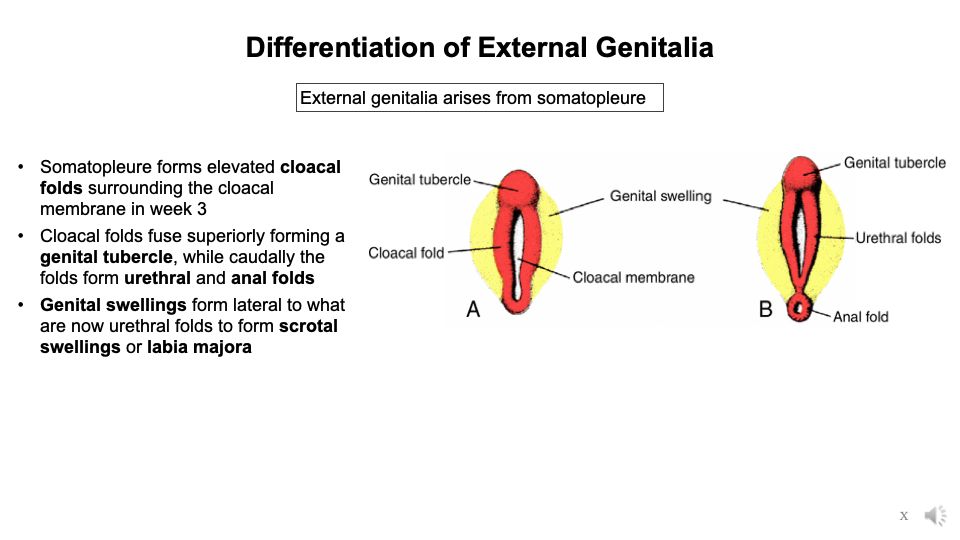 Differentiation of External Genitalia
External genitalia arises from somatopleure
• Somatopleure forms elevated cloacal
folds surrounding the cloacal
membrane in week 3
• Cloacal folds fuse superiorly forming a
genital tubercle, while caudally the
folds form urethral and anal folds
• Genital swellings form lateral to what
are now urethral folds to form scrotal
swellings or labia majora
Genital tubercle
Cloacal fold
Genital swelling
Cloacal membrane
A
Genital tubercle
Urethral folds
Anal fold
B
x